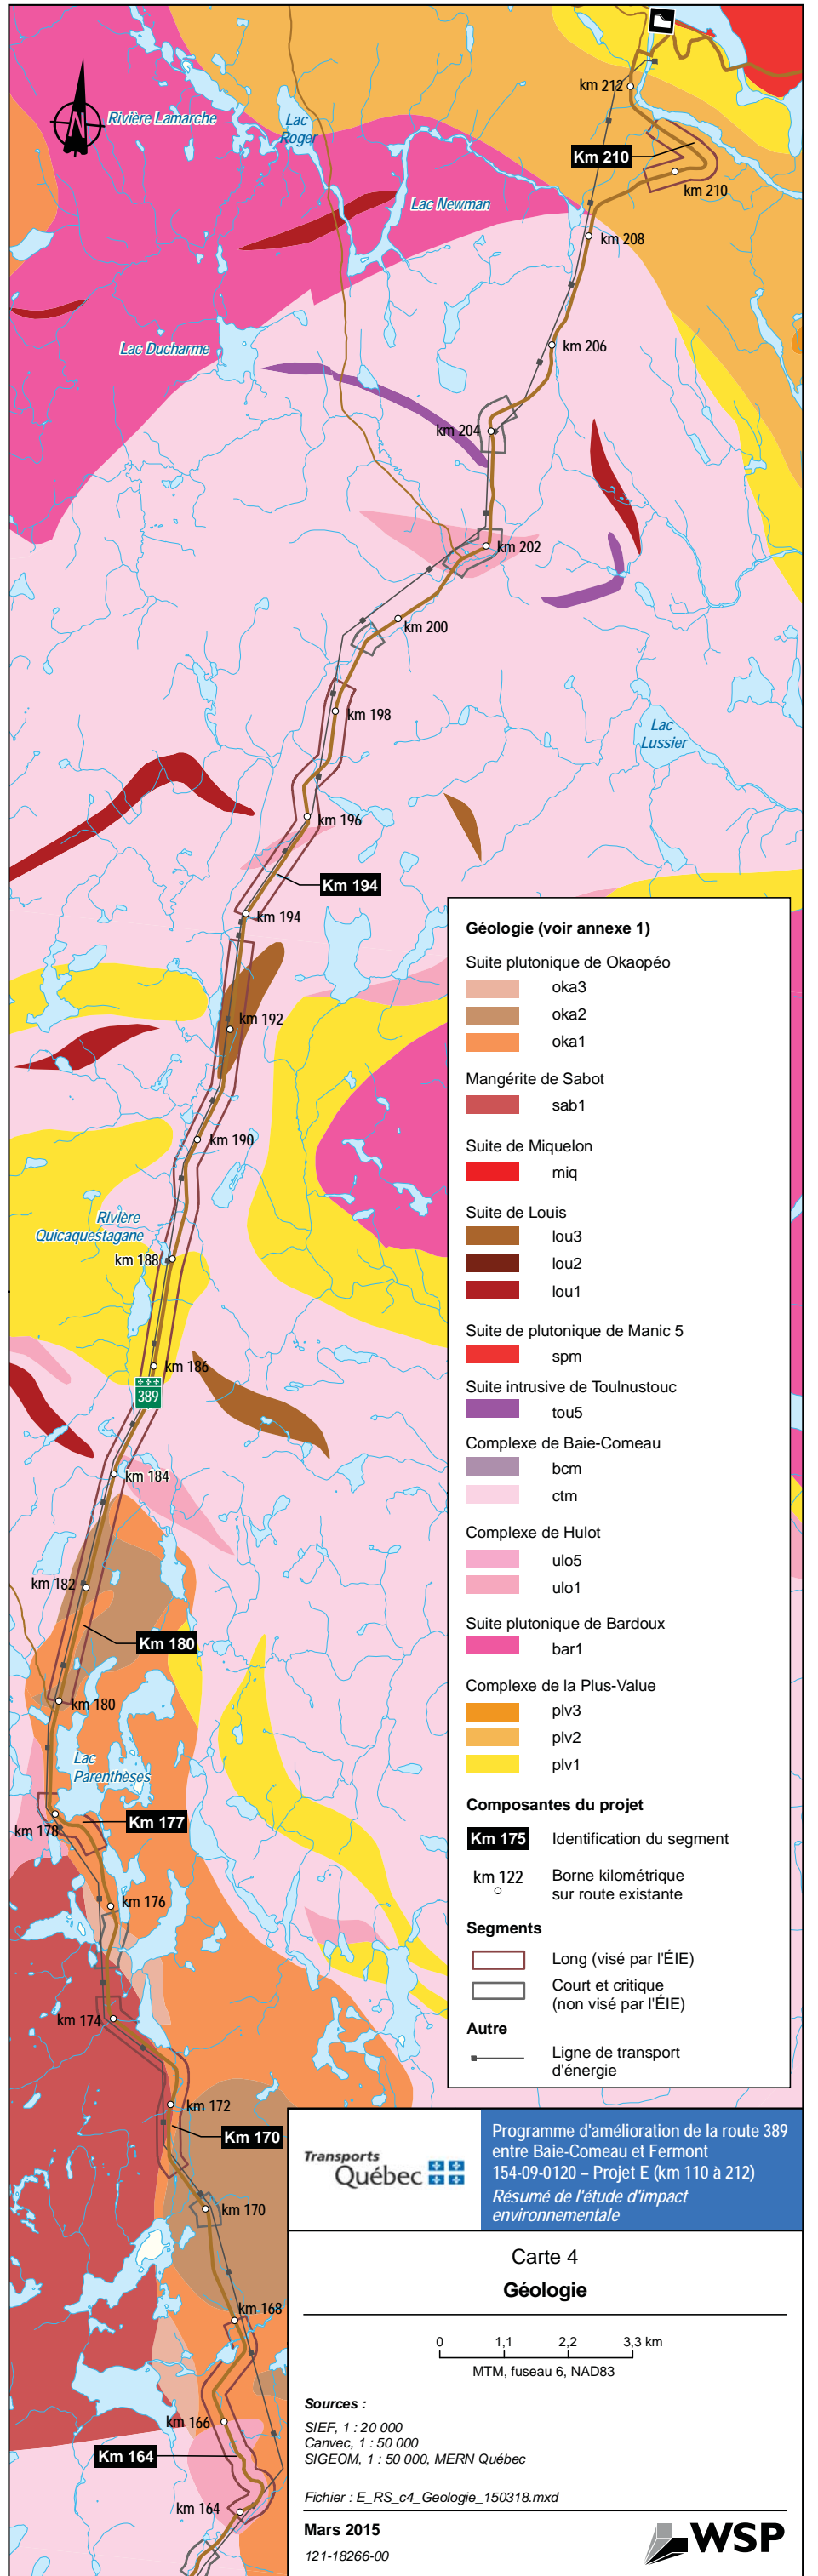 km 212
Rivière Lamarche
N
Lac
Roger
Km 210
km 210
Lac Newman
km 208
km 206
Lac Ducharme
km 204
km 202
km 200
km 198
Lac
Lussier
km 196
Km 194
km 194
km 192
km 190
Rivière
Quicaquestagane
km 188
km 186
389
km 184
km 182
Km 180
km 180
Lac
Parenthèses
Km 177
km 178
km 176
km 174
km 172
Km 170
km 170
km 168
km 166
Km 164
km 164
Géologie (voir annexe 1)
Suite plutonique de Okaopéo
oka3
oka2
oka1
Mangérite de Sabot
sab1
Suite de Miquelon
miq
Suite de Louis
lou3
lou2
lou1
Suite de plutonique de Manic 5
spm
Suite intrusive de Toulnustouc
tou5
Complexe de Baie-Comeau
bcm
ctm
Complexe de Hulot
ulo5
ulo1
Suite plutonique de Bardoux
bar1
Complexe de la Plus-Value
plv3
plv2
plv1
Composantes du projet
Km 175 Identification du segment
km 122 Borne kilométrique
sur route existante
Segments
Long (visé par l'ÉIE)
Court et critique
(non visé par l'ÉIE)
Autre
Ligne de transport
d'énergie
Transports
Québec
Programme d'amélioration de la route 389
entre Baie-Comeau et Fermont
154-09-0120 – Projet E (km 110 à 212)
Résumé de l'étude d'impact
environnementale
Carte 4
Géologie
0 1,1 2,2 3,3 km
MTM, fuseau 6, NAD83
Sources :
SIEF, 1 : 20 000
Canvec, 1 : 50 000
SIGEOM, 1 : 50 000, MERN Québec
Fichier : E_RS_c4_Geologie_150318.mxd
Mars 2015
121-18266-00
WSP